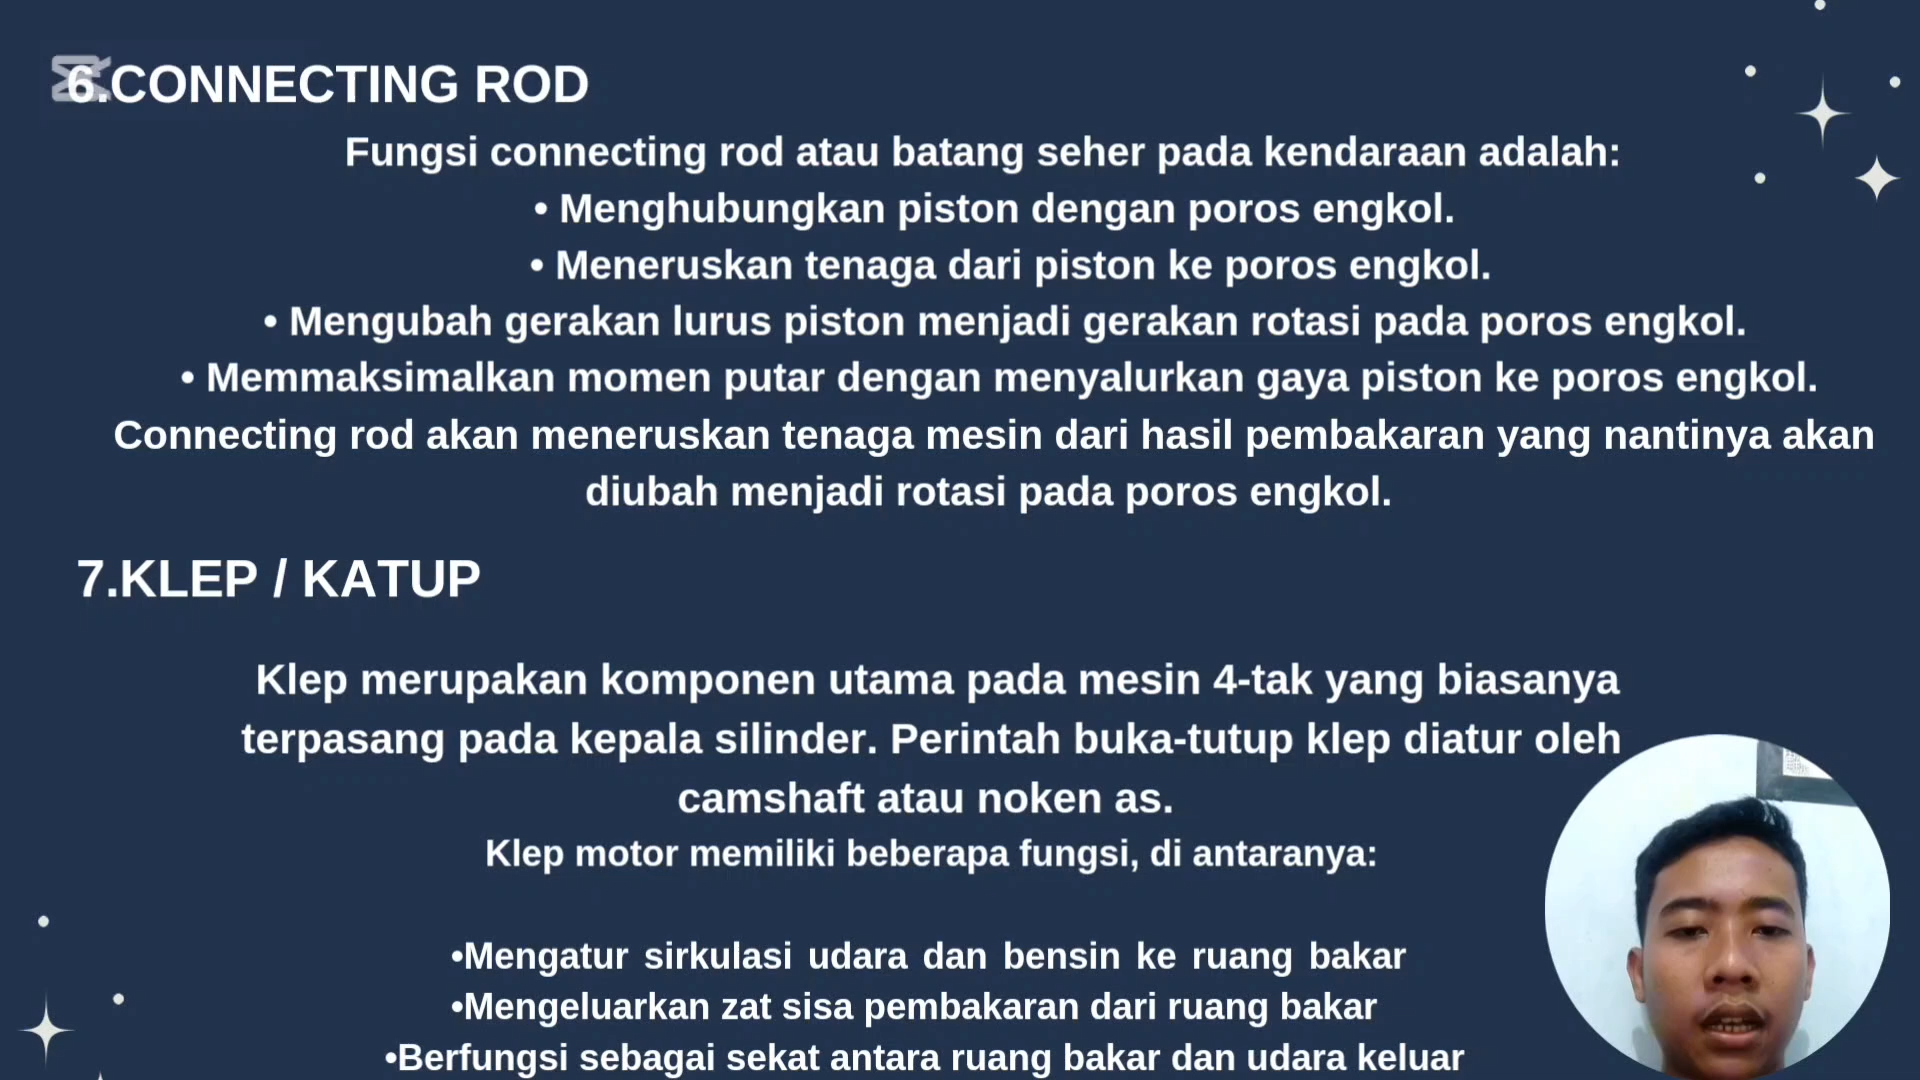 6.CONNECTING ROD
Fungsi connecting rod atau batang seher pada kendaraan adalah:
• Menghubungkan piston dengan poros engkol.
• Meneruskan tenaga dari piston ke poros engkol.
• Mengubah gerakan lurus piston menjadi gerakan rotasi pada poros engkol.
• Memmaksimalkan momen putar dengan menyalurkan gaya piston ke poros engkol.
Connecting rod akan meneruskan tenaga mesin dari hasil pembakaran yang nantinya akan
diubah menjadi rotasi pada poros engkol.
7.KLEP / KATUP
Klep merupakan komponen utama pada mesin 4-tak yang biasanya
terpasang pada kepala silinder. Perintah buka-tutup klep diatur oleh
camshaft atau noken as.
Klep motor memiliki beberapa fungsi, di antaranya:
•Mengatur sirkulasi udara dan bensin ke ruang bakar
•Mengeluarkan zat sisa pembakaran dari ruang bakar
•Berfungsi sebagai sekat antara ruang bakar dan udara keluar